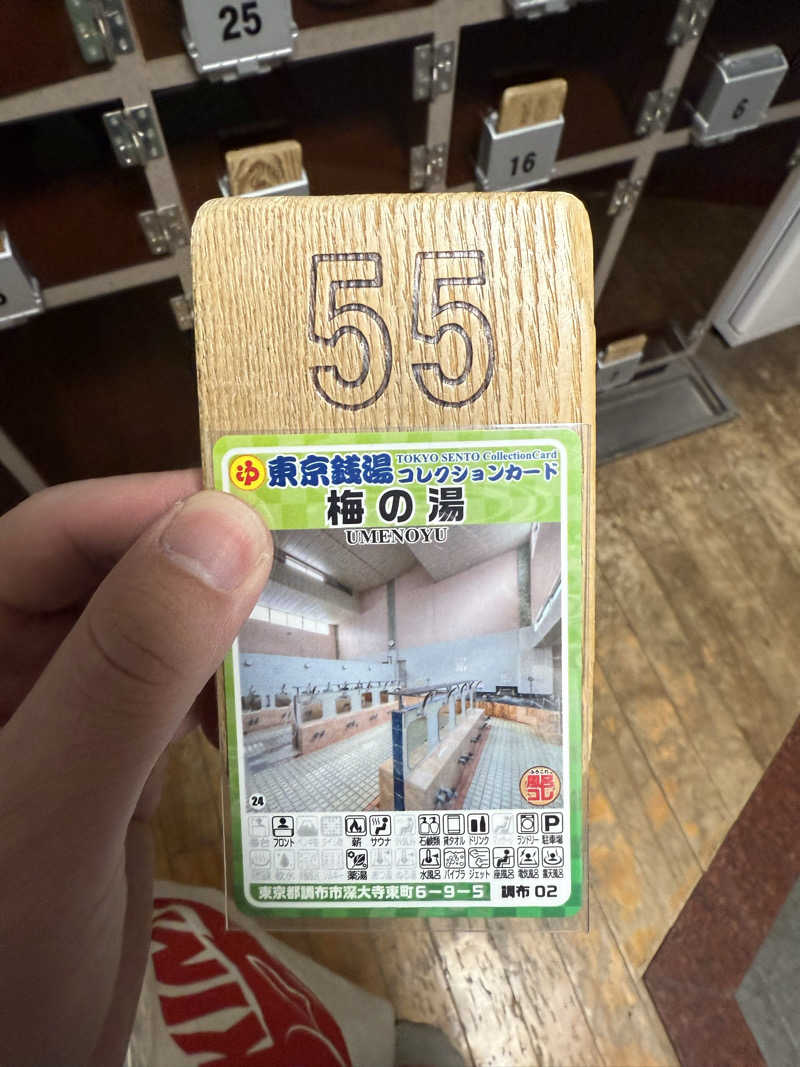 25
16
6
55
ゆ 東京銭湯 TOKYO SENTO CollectionCard
コレクションカード
梅の湯
UMENOYU
24
フロント 薪 サウナ 石鹸類 貸タオル ドリンク ランドリー 駐車場
薬湯 水風呂 バイブラ ジェット 座風呂 電気風呂 露天風呂
東京都調布市深大寺東町6-9-5 調布 02